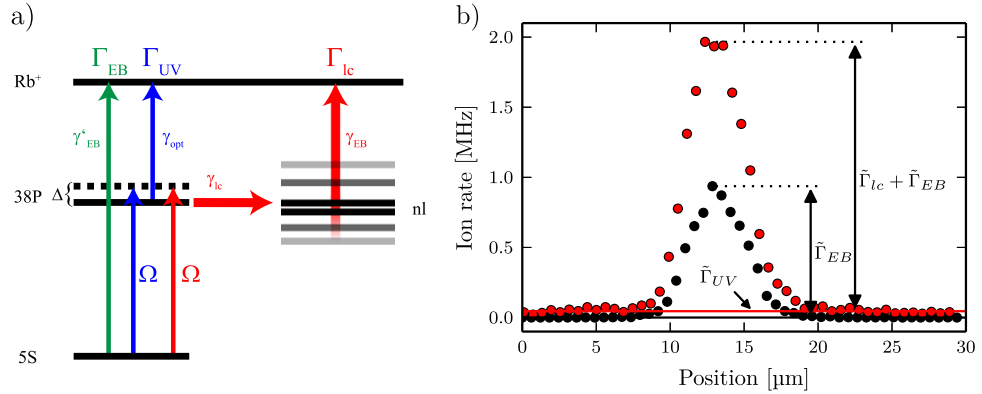 a)
Γ_EB Γ_UV Γ_lc
Rb⁺
γ'_EB γ_opt γ_EB
38P Δ{ γ_lc
nl
Ω Ω
5S
b)
Ion rate [MHz]
2.0
1.5
1.0
0.5
0.0
Γ̃_lc + Γ̃_EB
Γ̃_EB
Γ̃_UV
0 5 10 15 20 25 30
Position [µm]